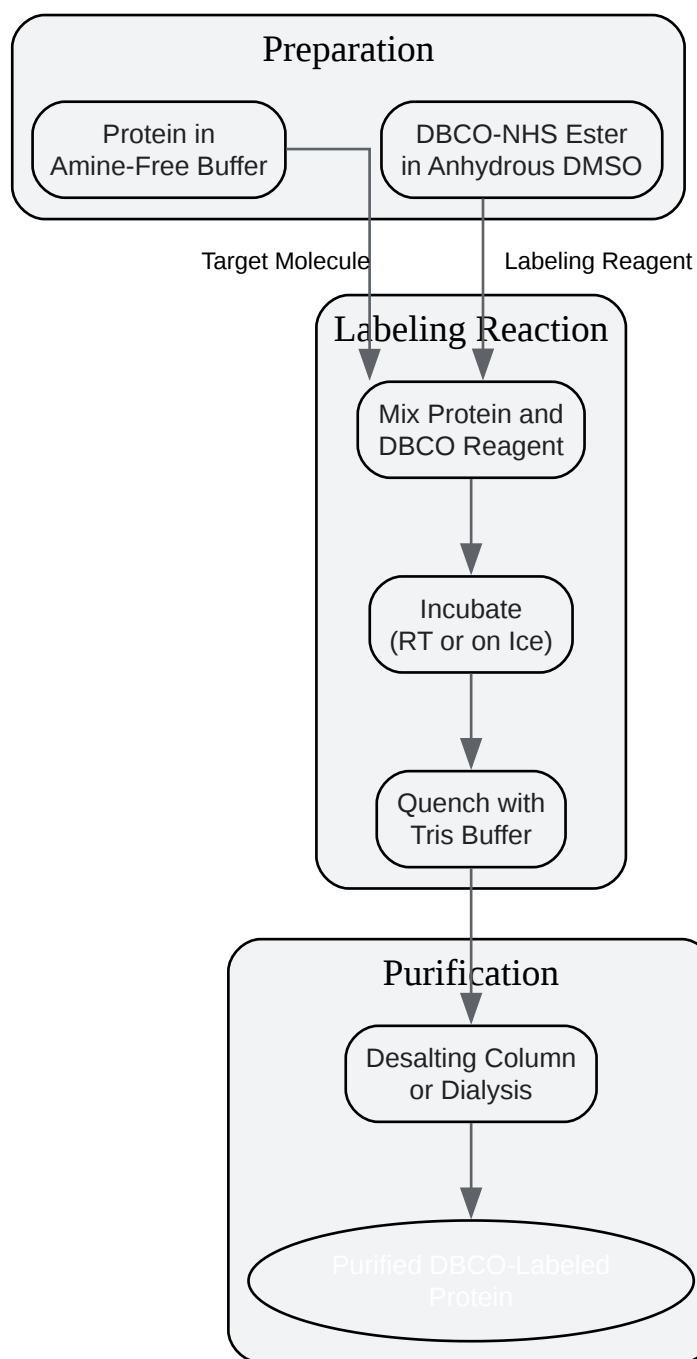 Preparation
Protein in
Amine-Free Buffer
DBCO-NHS Ester
in Anhydrous DMSO
Target Molecule
Labeling Reagent
Labeling Reaction
Mix Protein and
DBCO Reagent
Incubate
(RT or on Ice)
Quench with
Tris Buffer
Purification
Desalting Column
or Dialysis
Purified DBCO-Labeled
Protein